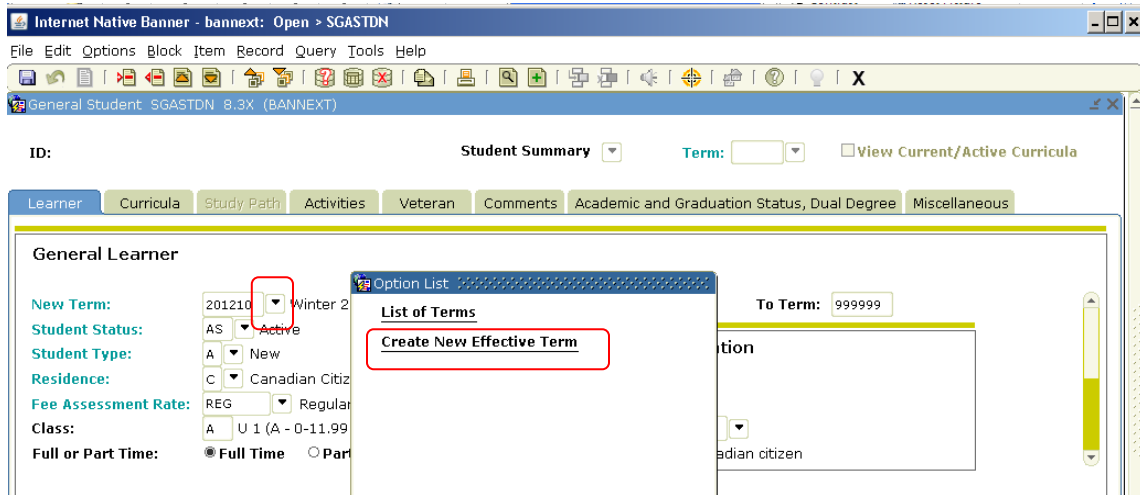 Internet Native Banner - bannext: Open > SGASTDN
File Edit Options Block Item Record Query Tools Help
X
General Student SGASTDN 8.3X (BANNEXT)
ID: Student Summary Term: View Current/Active Curricula
Learner Curricula Study Path Activities Veteran Comments Academic and Graduation Status, Dual Degree Miscellaneous
General Learner
Option List
New Term: 201210 Winter 2 List of Terms To Term: 999999
Student Status: AS Active
Create New Effective Term
Student Type: A New tion
Residence: C Canadian Citiz
Fee Assessment Rate: REG Regular
Class: A U 1 (A - 0-11.99
Full or Part Time: Full Time Part adian citizen